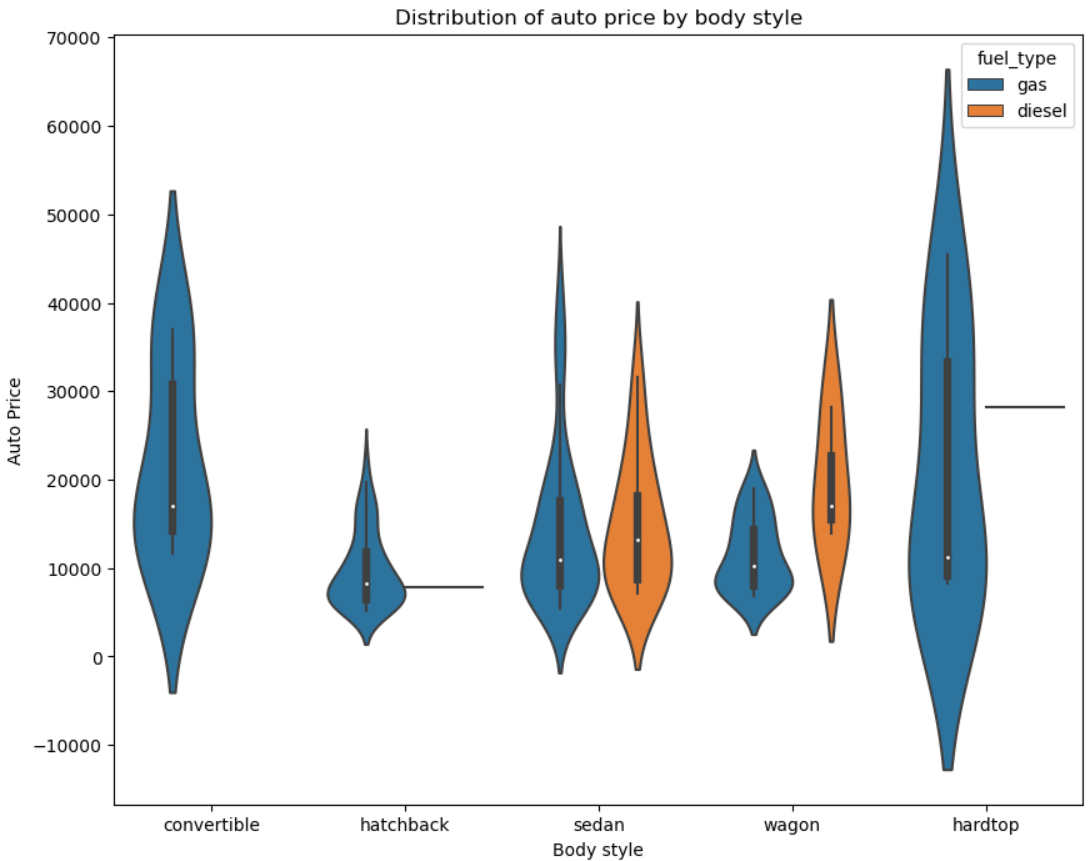 Distribution of auto price by body style
70000
60000
50000
40000
30000
20000
10000
0
−10000
Auto Price
fuel_type
gas
diesel
convertible hatchback sedan wagon hardtop
Body style